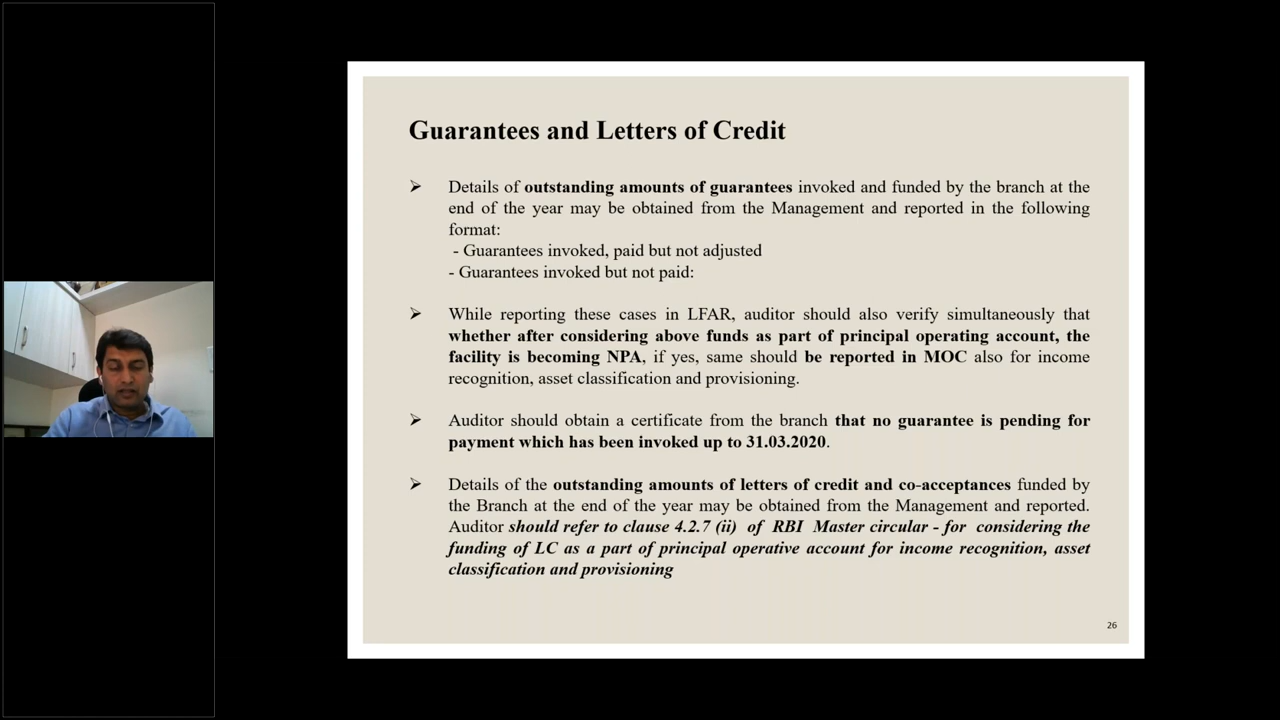 Guarantees and Letters of Credit
➢ Details of outstanding amounts of guarantees invoked and funded by the branch at the
end of the year may be obtained from the Management and reported in the following
format:
- Guarantees invoked, paid but not adjusted
- Guarantees invoked but not paid:
➢ While reporting these cases in LFAR, auditor should also verify simultaneously that
whether after considering above funds as part of principal operating account, the
facility is becoming NPA, if yes, same should be reported in MOC also for income
recognition, asset classification and provisioning.
➢ Auditor should obtain a certificate from the branch that no guarantee is pending for
payment which has been invoked up to 31.03.2020.
➢ Details of the outstanding amounts of letters of credit and co-acceptances funded by
the Branch at the end of the year may be obtained from the Management and reported.
Auditor should refer to clause 4.2.7 (ii) of RBI Master circular - for considering the
funding of LC as a part of principal operative account for income recognition, asset
classification and provisioning
26